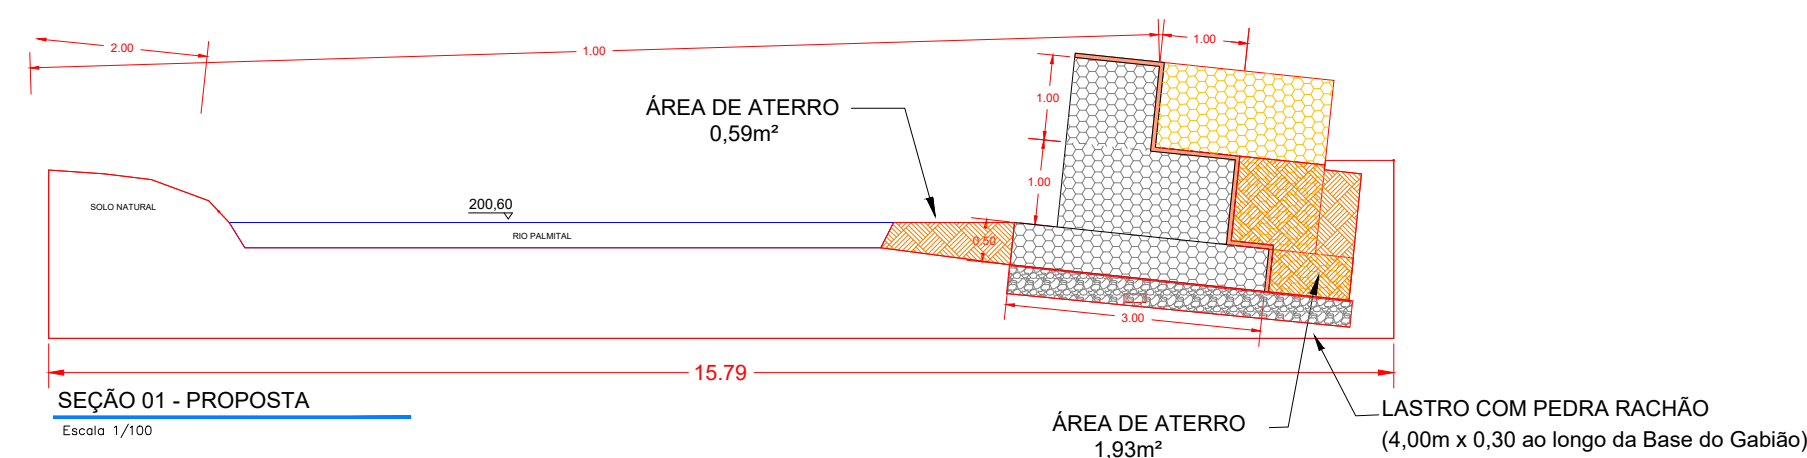 2.00
1.00
1.00
ÁREA DE ATERRO
0,59m²
1.00
1.00
200,60
SOLO NATURAL
RIO PALMITAL
0.50
3.00
15.79
SEÇÃO 01 - PROPOSTA
Escala 1/100
ÁREA DE ATERRO
1,93m²
LASTRO COM PEDRA RACHÃO
(4,00m x 0,30 ao longo da Base do Gabião)